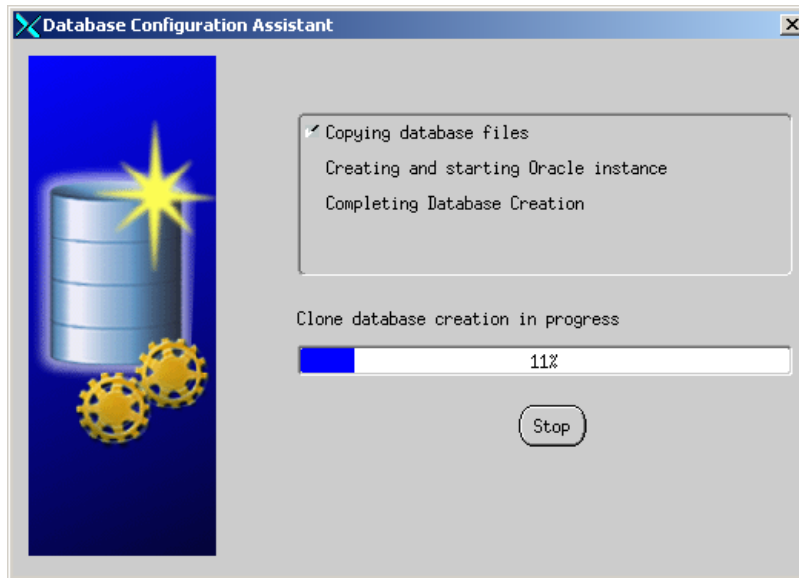 Database Configuration Assistant
Copying database files
Creating and starting Oracle instance
Completing Database Creation
Clone database creation in progress
11%
Stop